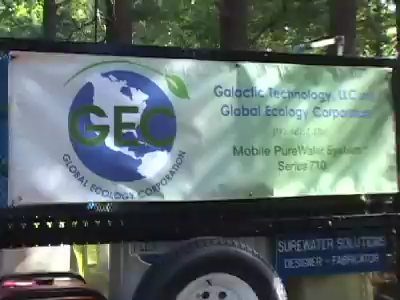 GEC
GLOBAL ECOLOGY CORPORATION
Galactic Technology, LLC and
Global Ecology Corporation
Mobile PureWater Systems
Series 710
SUREWATER SOLUTIONS
DESIGNER - FABRICATOR